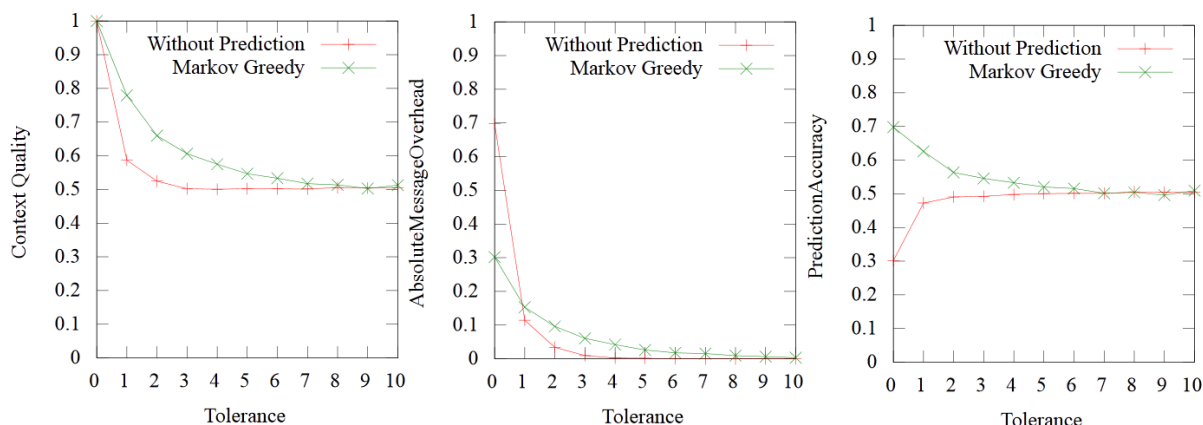 Context Quality
1
0.9
0.8
0.7
0.6
0.5
0.4
0.3
0.2
0.1
0
Without Prediction
Markov Greedy
0 1 2 3 4 5 6 7 8 9 10
Tolerance
AbsoluteMessageOverhead
1
0.9
0.8
0.7
0.6
0.5
0.4
0.3
0.2
0.1
0
Without Prediction
Markov Greedy
0 1 2 3 4 5 6 7 8 9 10
Tolerance
PredictionAccuracy
1
0.9
0.8
0.7
0.6
0.5
0.4
0.3
0.2
0.1
0
Without Prediction
Markov Greedy
0 1 2 3 4 5 6 7 8 9 10
Tolerance